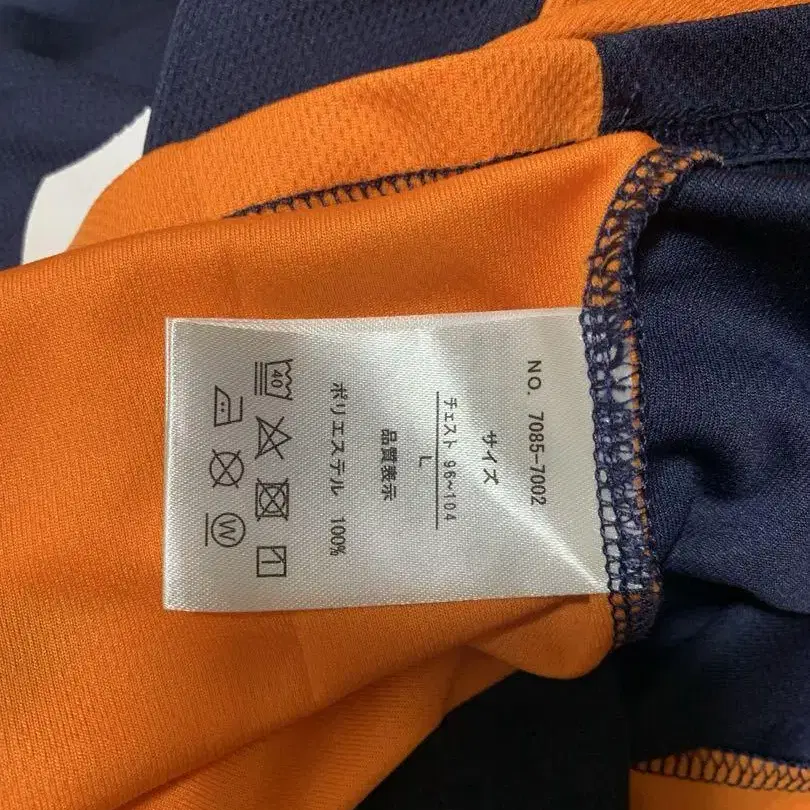 NO. 7085-7002
サイズ
チェスト 96~104
L
品質表示
ポリエステル 100%
40
W